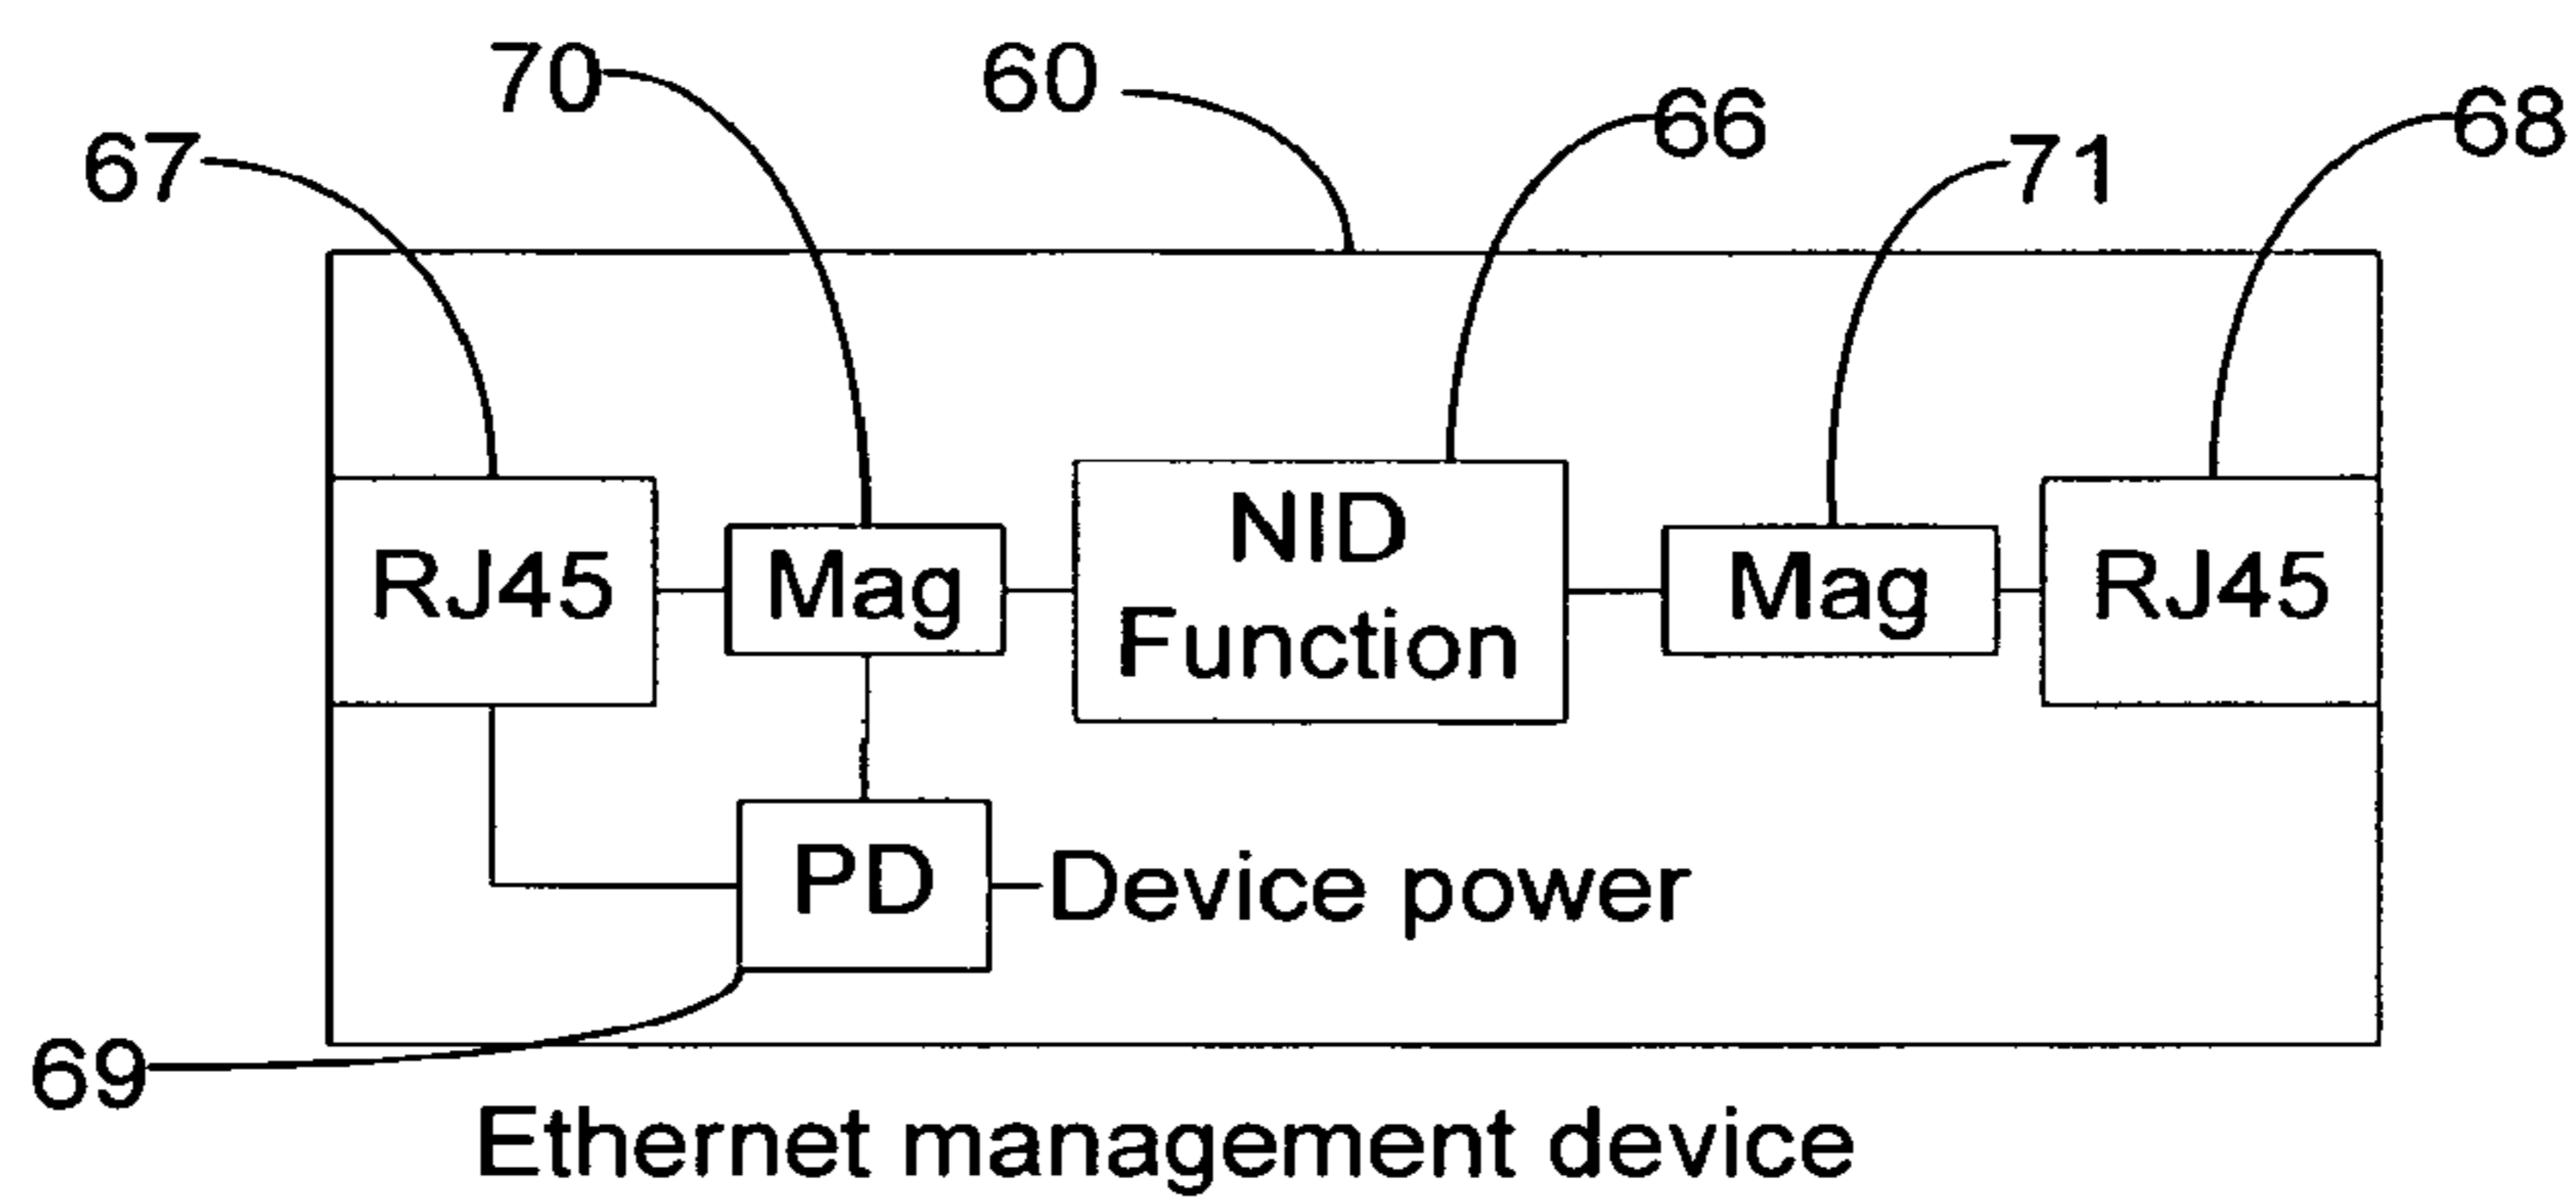 70
60
66
68
67
71
RJ45
Mag
NID
Function
Mag
RJ45
PD
Device power
69
Ethernet management device